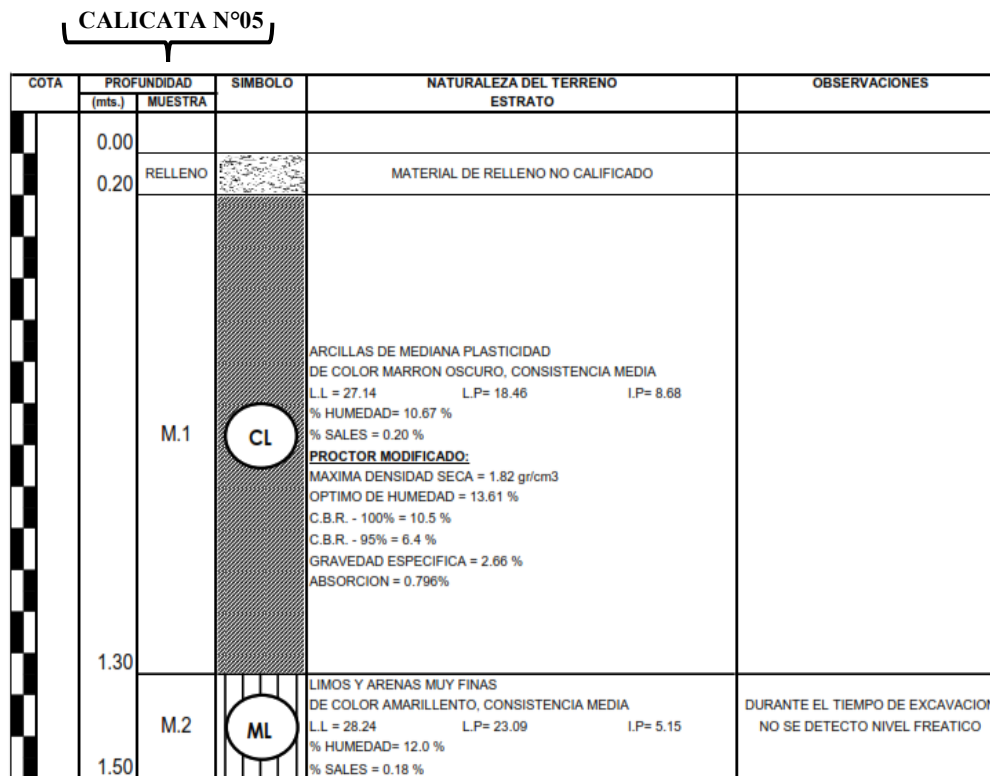 CALICATA N°05
COTA PROFUNDIDAD SIMBOLO NATURALEZA DEL TERRENO OBSERVACIONES
(mts.) MUESTRA ESTRATO
0.00
RELLENO MATERIAL DE RELLENO NO CALIFICADO
0.20
ARCILLAS DE MEDIANA PLASTICIDAD
DE COLOR MARRON OSCURO, CONSISTENCIA MEDIA
L.L = 27.14 L.P= 18.46 I.P= 8.68
% HUMEDAD= 10.67 %
M.1 CL % SALES = 0.20 %
PROCTOR MODIFICADO:
MAXIMA DENSIDAD SECA = 1.82 gr/cm3
OPTIMO DE HUMEDAD = 13.61 %
C.B.R. - 100% = 10.5 %
C.B.R. - 95% = 6.4 %
GRAVEDAD ESPECIFICA = 2.66 %
ABSORCION = 0.796%
1.30
LIMOS Y ARENAS MUY FINAS
DE COLOR AMARILLENTO, CONSISTENCIA MEDIA DURANTE EL TIEMPO DE EXCAVACION
M.2 ML L.L = 28.24 L.P= 23.09 I.P= 5.15 NO SE DETECTO NIVEL FREATICO
% HUMEDAD= 12.0 %
1.50 % SALES = 0.18 %